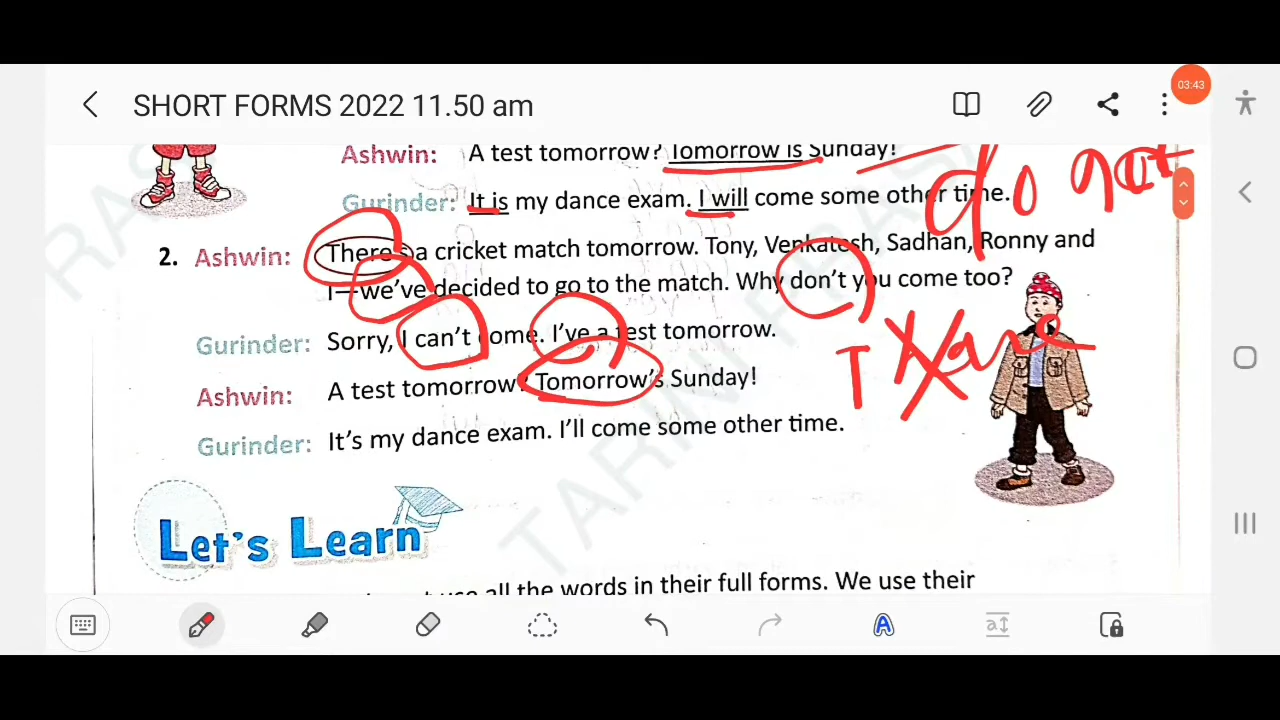 03:43
SHORT FORMS 2022 11.50 am
Ashwin: A test tomorrow? Tomorrow is Sunday!
Gurinder: It is my dance exam. I will come some other time.
do not
2. Ashwin: There's a cricket match tomorrow. Tony, Venkatesh, Sadhan, Ronny and
I—we've decided to go to the match. Why don't you come too?
Gurinder: Sorry, I can't come. I've a test tomorrow.
I have
Ashwin: A test tomorrow? Tomorrow's Sunday!
Gurinder: It's my dance exam. I'll come some other time.
Let's Learn
all the words in their full forms. We use their